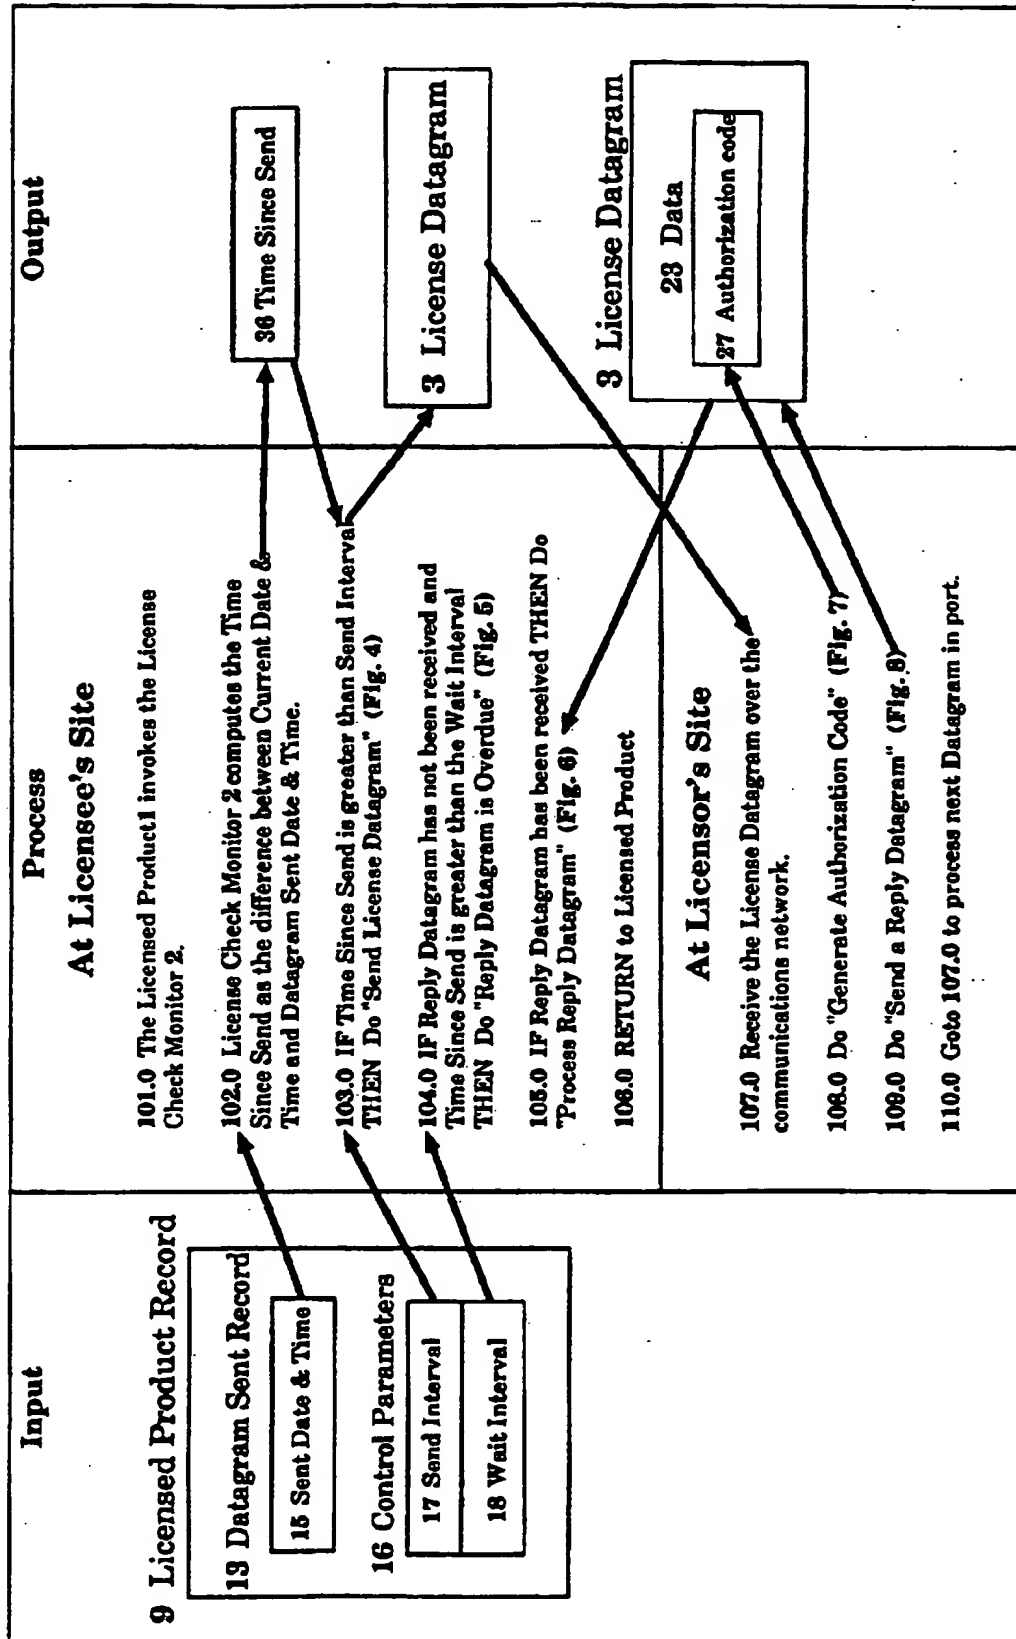 Input
9 Licensed Product Record
13 Datagram Sent Record
15 Sent Date & Time
16 Control Parameters
17 Send Interval
18 Wait Interval
Process
At Licensee's Site
101.0 The Licensed Product1 invokes the License
Check Monitor 2.
102.0 License Check Monitor 2 computes the Time
Since Send as the difference between Current Date &
Time and Datagram Sent Date & Time.
103.0 IF Time Since Send is greater than Send Interval
THEN Do "Send License Datagram" (Fig. 4)
104.0 IF Reply Datagram has not been received and
Time Since Send is greater than the Wait Interval
THEN Do "Reply Datagram is Overdue" (Fig. 5)
105.0 IF Reply Datagram has been received THEN Do
"Process Reply Datagram" (Fig. 6)
106.0 RETURN to Licensed Product
At Licensor's Site
107.0 Receive the License Datagram over the
communications network.
108.0 Do "Generate Authorization Code" (Fig. 7)
109.0 Do "Send a Reply Datagram" (Fig. 8)
110.0 Goto 107.0 to process next Datagram in port.
Output
36 Time Since Send
3 License Datagram
3 License Datagram
23 Data
27 Authorization code